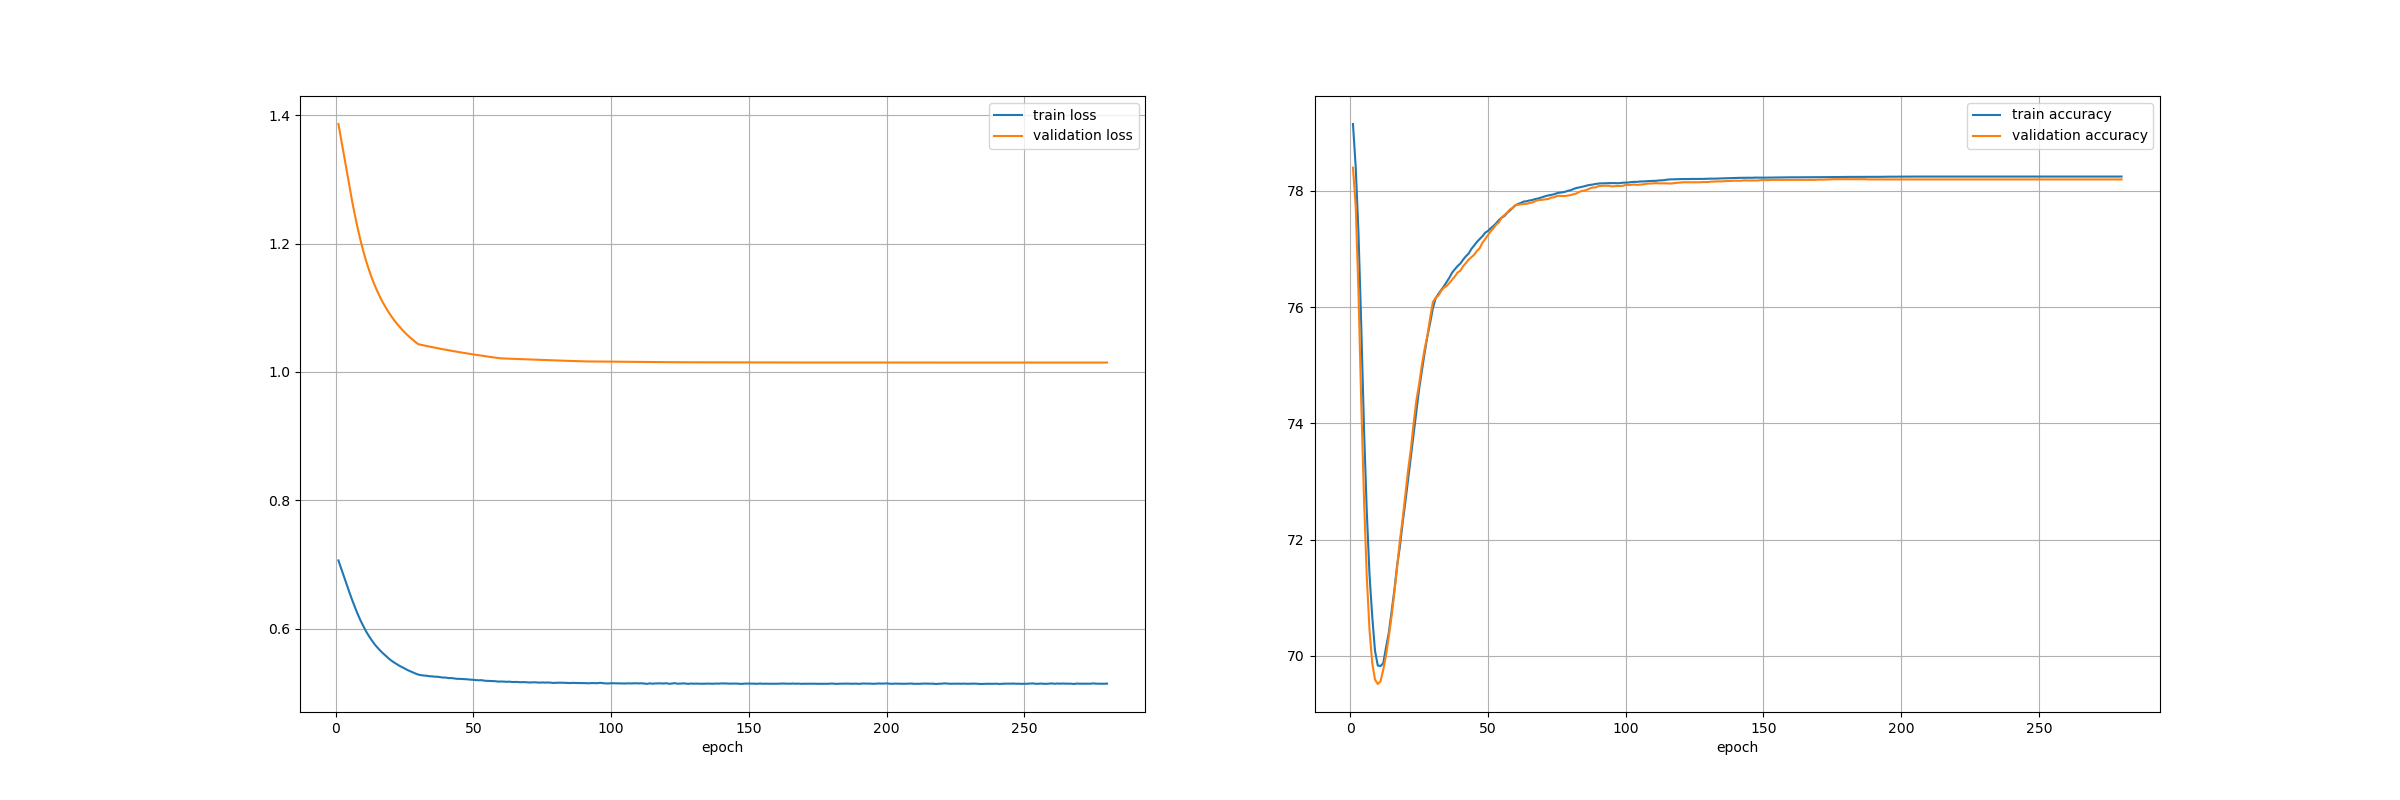 train loss
validation loss
1.4
1.2
1.0
0.8
0.6
0 50 100 150 200 250
epoch
train accuracy
validation accuracy
78
76
74
72
70
0 50 100 150 200 250
epoch